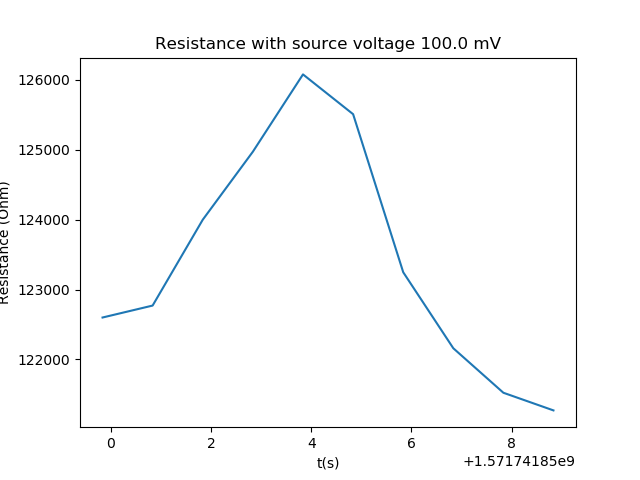 Resistance with source voltage 100.0 mV
Resistance (Ohm)
126000
125000
124000
123000
122000
0 2 4 6 8
t(s)
+1.57174185e9